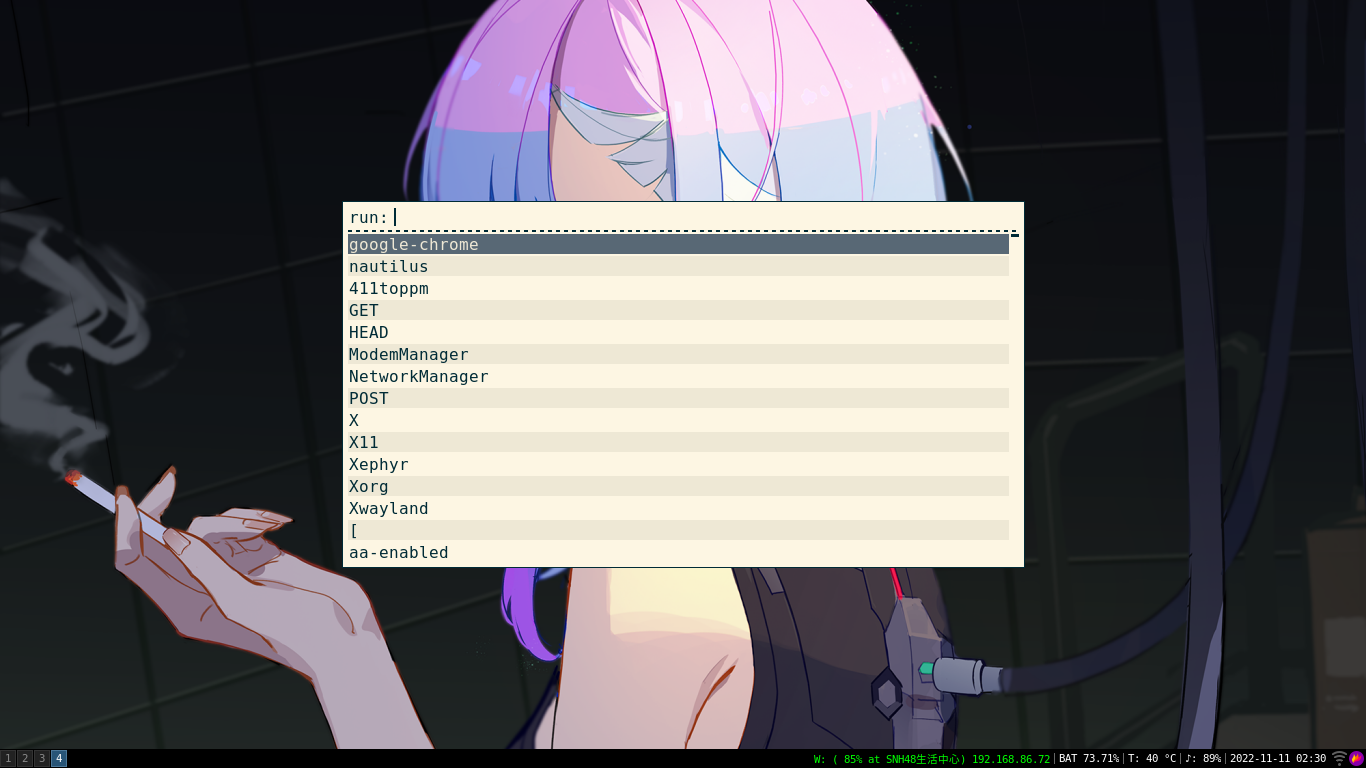 run:
google-chrome
nautilus
411toppm
GET
HEAD
ModemManager
NetworkManager
POST
X
X11
Xephyr
Xorg
Xwayland
[
aa-enabled
1 2 3 4 W: ( 85% at SNH48生活中心) 192.168.86.72 BAT 73.71% T: 40 °C ♪: 89% 2022-11-11 02:30